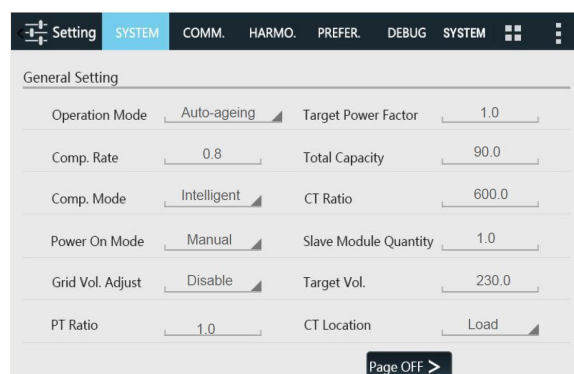 Setting SYSTEM COMM. HARMO. PREFER. DEBUG SYSTEM
General Setting
Operation Mode Auto-ageing Target Power Factor 1.0
Comp. Rate 0.8 Total Capacity 90.0
Comp. Mode Intelligent CT Ratio 600.0
Power On Mode Manual Slave Module Quantity 1.0
Grid Vol. Adjust Disable Target Vol. 230.0
PT Ratio 1.0 CT Location Load
Page OFF >